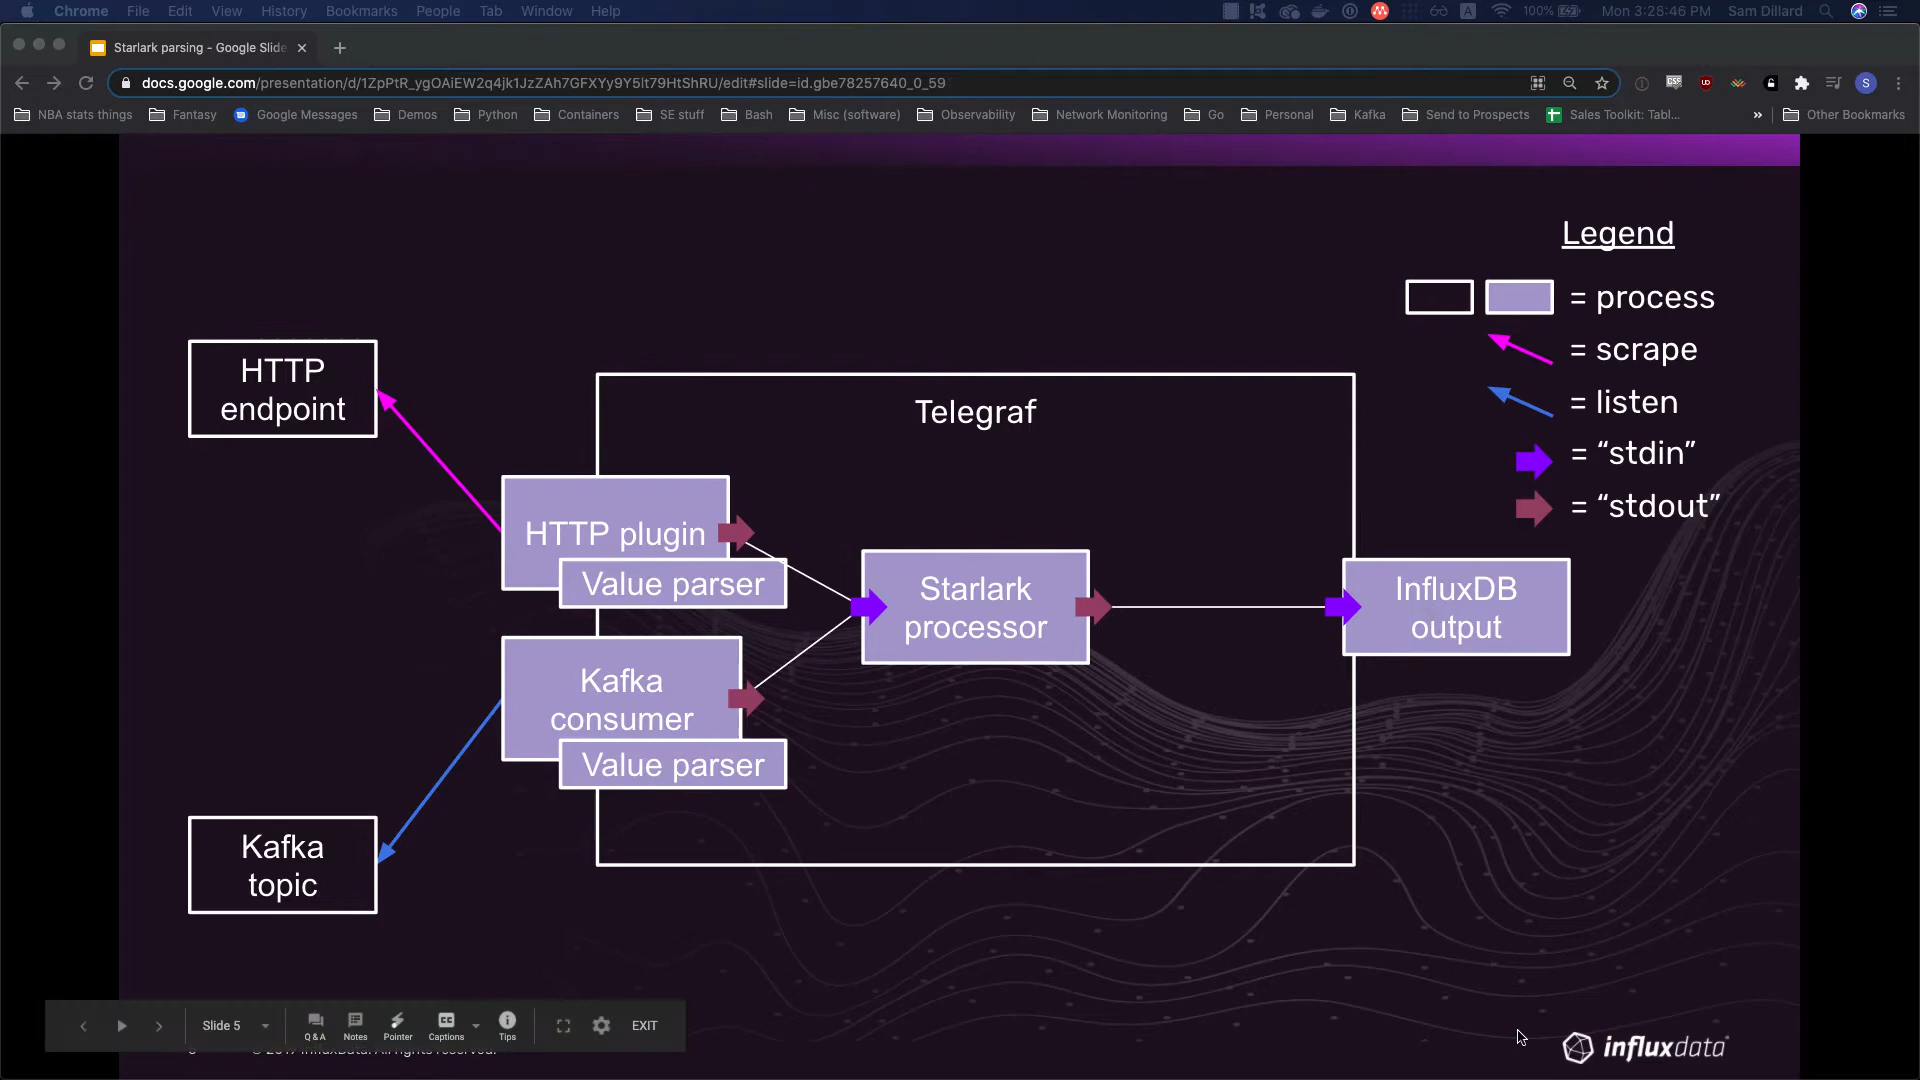 Chrome File Edit View History Bookmarks People Tab Window Help 100% Mon 3:28:46 PM Sam Dillard
Starlark parsing - Google Slide
docs.google.com/presentation/d/1ZpPtR_ygOAiEW2q4jk1JzZAh7GFXYy9Y5lt79HtShRU/edit#slide=id.gbe78257640_0_59
NBA stats things Fantasy Google Messages Demos Python Containers SE stuff Bash Misc (software) Observability Network Monitoring Go Personal Kafka Send to Prospects Sales Toolkit: Tabl... » Other Bookmarks
Legend
= process
= scrape
= listen
= “stdin”
= “stdout”
HTTP
endpoint
Telegraf
HTTP plugin
Value parser
Starlark
processor
InfluxDB
output
Kafka
consumer
Value parser
Kafka
topic
Slide 5
Q & A Notes Pointer Captions Tips EXIT
influxdata